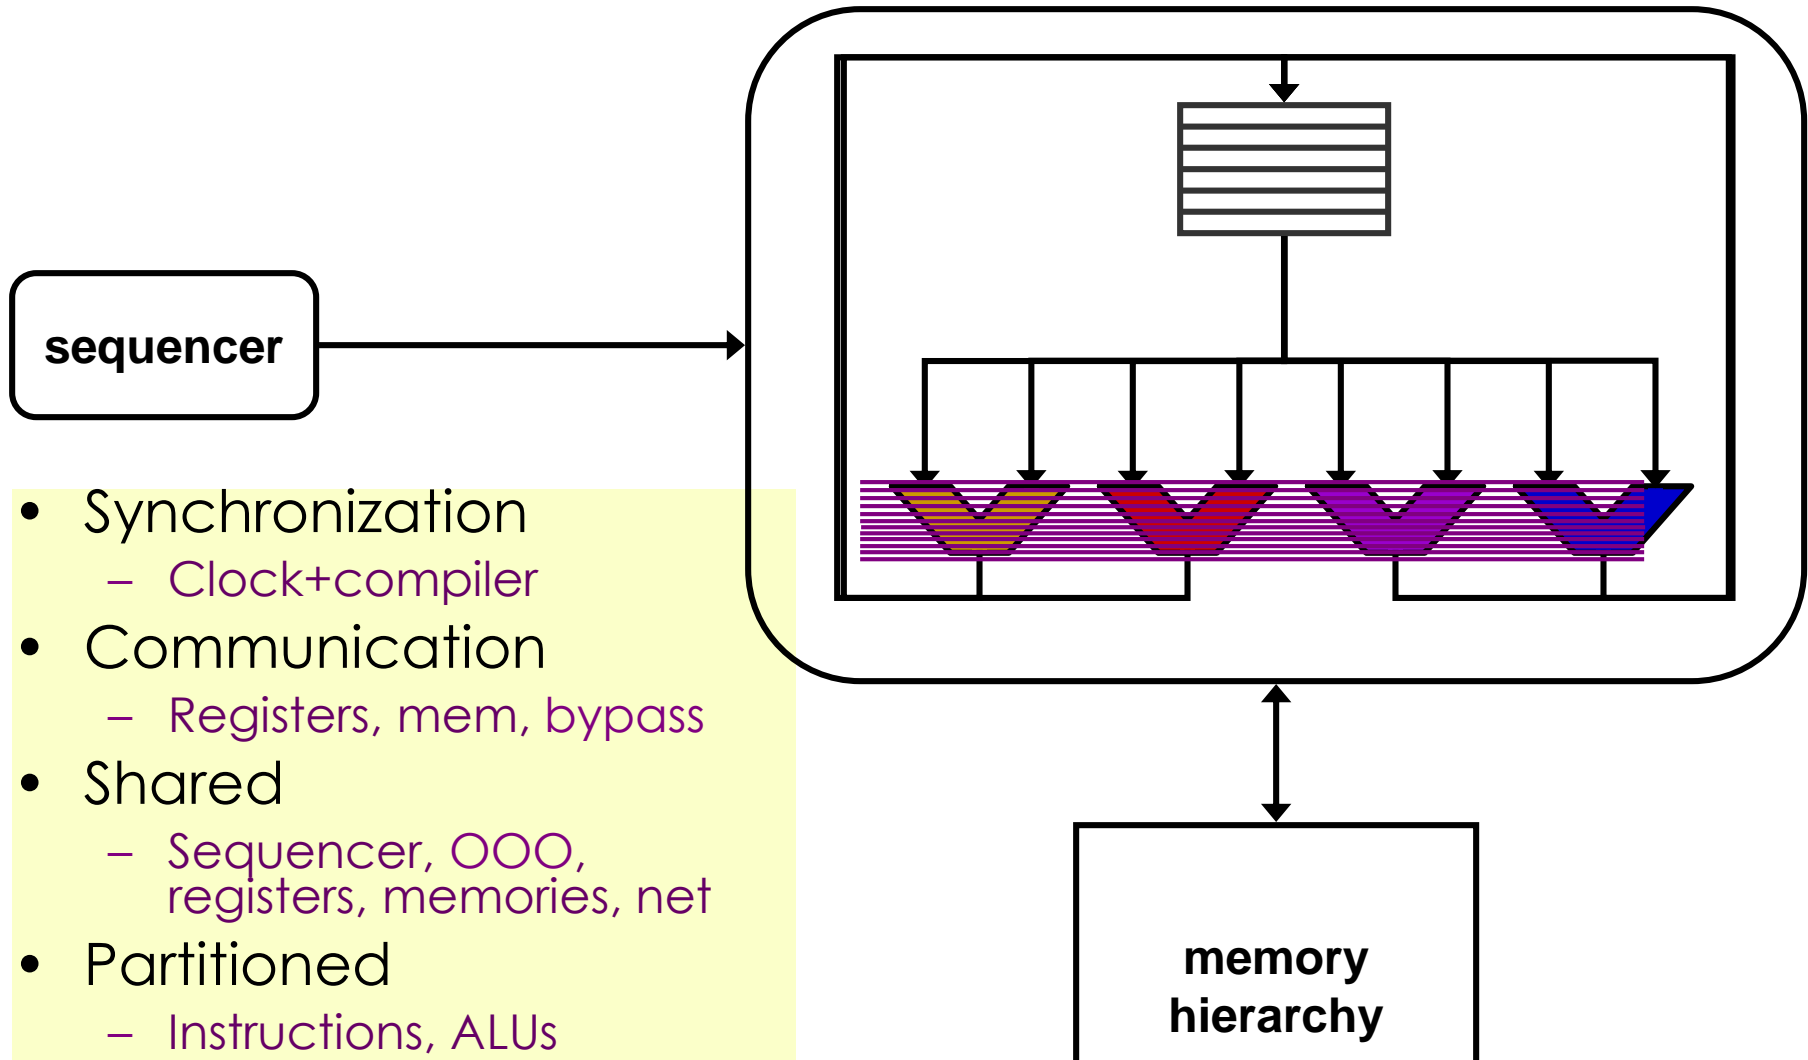 sequencer
• Synchronization
– Clock+compiler
• Communication
– Registers, mem, bypass
• Shared
– Sequencer, OOO,
registers, memories, net
• Partitioned
– Instructions, ALUs
memory
hierarchy